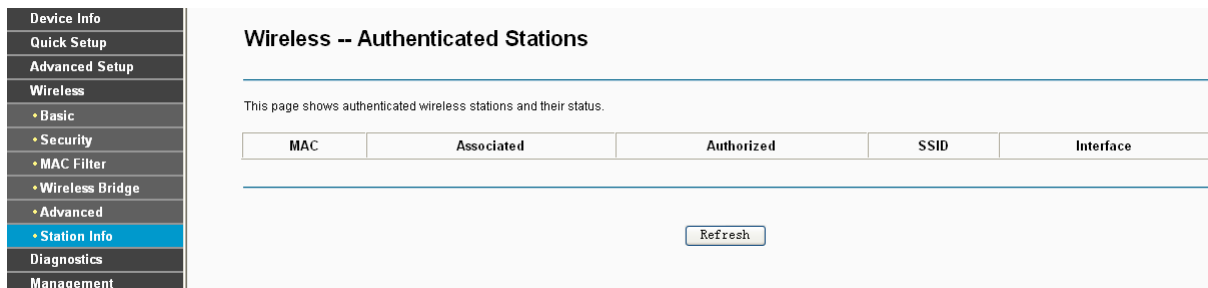 Device Info
Quick Setup
Advanced Setup
Wireless
Basic
Security
MAC Filter
Wireless Bridge
Advanced
Station Info
Diagnostics
Management
Wireless -- Authenticated Stations
This page shows authenticated wireless stations and their status.
MAC Associated Authorized SSID Interface
Refresh